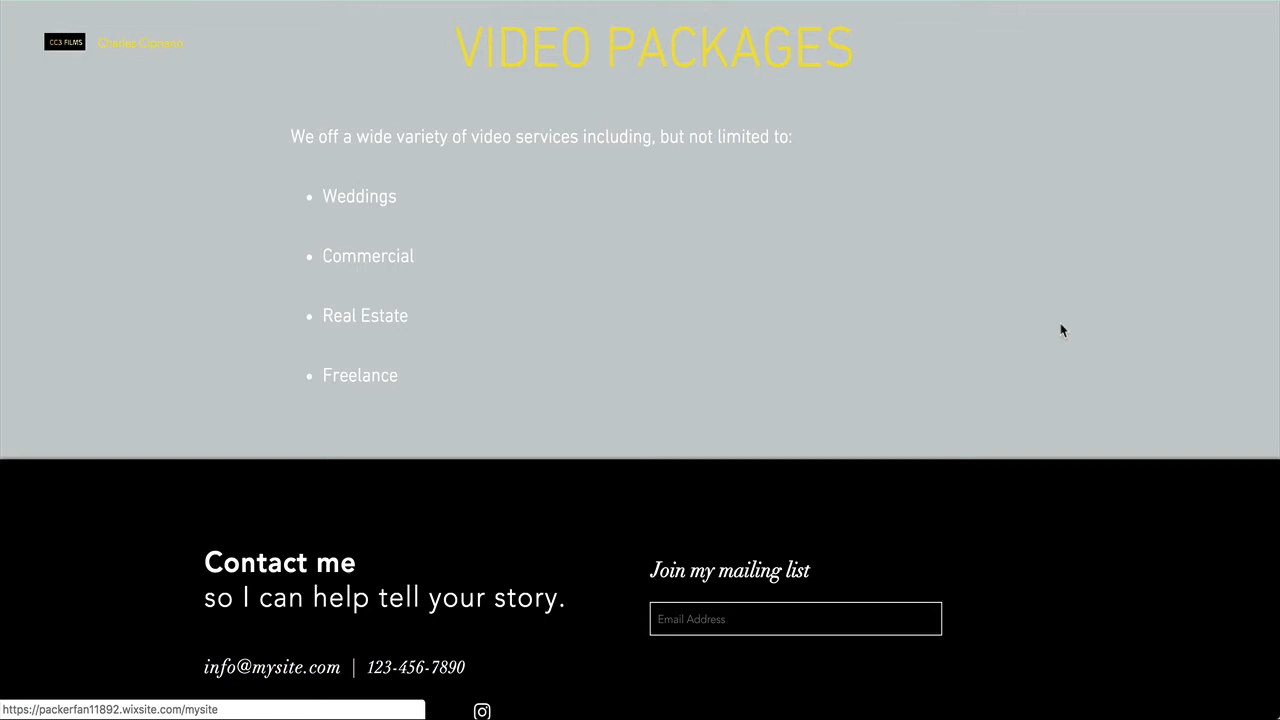 CC3 FILMS
Charles Cipriano
VIDEO PACKAGES
We off a wide variety of video services including, but not limited to:
Weddings
Commercial
Real Estate
Freelance
Contact me
so I can help tell your story.
Join my mailing list
Email Address
info@mysite.com | 123-456-7890
https://packerfan11892.wixsite.com/mysite